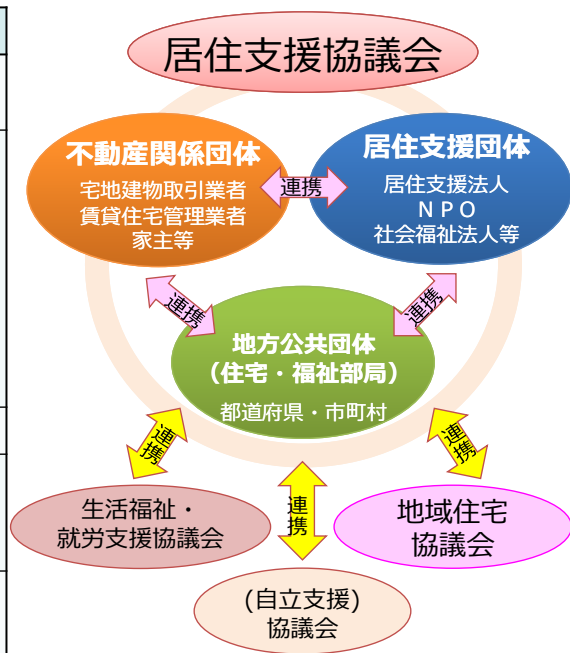 居住支援協議会
不動産関係団体
宅地建物取引業者
賃貸住宅管理業者
家主等
連携
居住支援団体
居住支援法人
ＮＰＯ
社会福祉法人等
連携
連携
地方公共団体
（住宅・福祉部局）
都道府県・市町村
連携
連携
連携
生活福祉・
就労支援協議会
地域住宅
協議会
(自立支援)
協議会